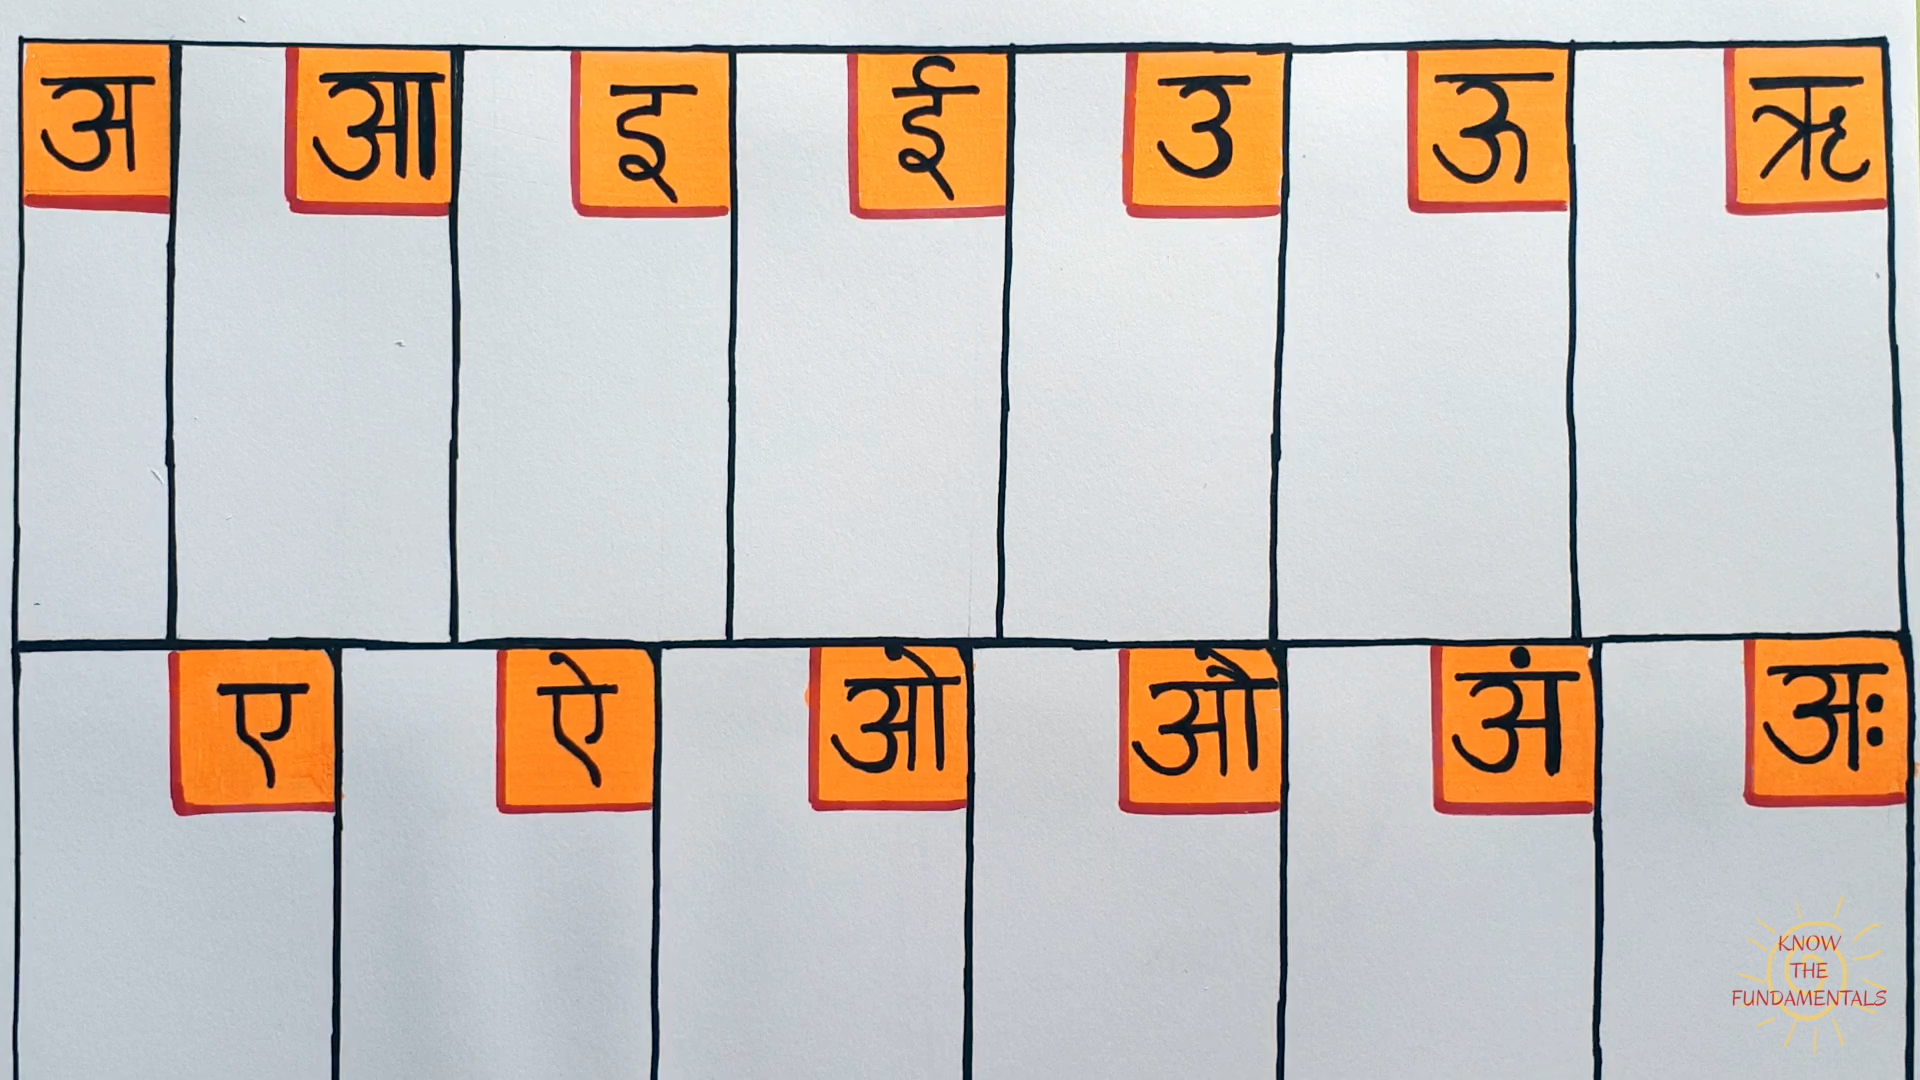 अ आ इ ई उ ऊ ऋ
ए ऐ ओ औ अं अः
KNOW
THE
FUNDAMENTALS